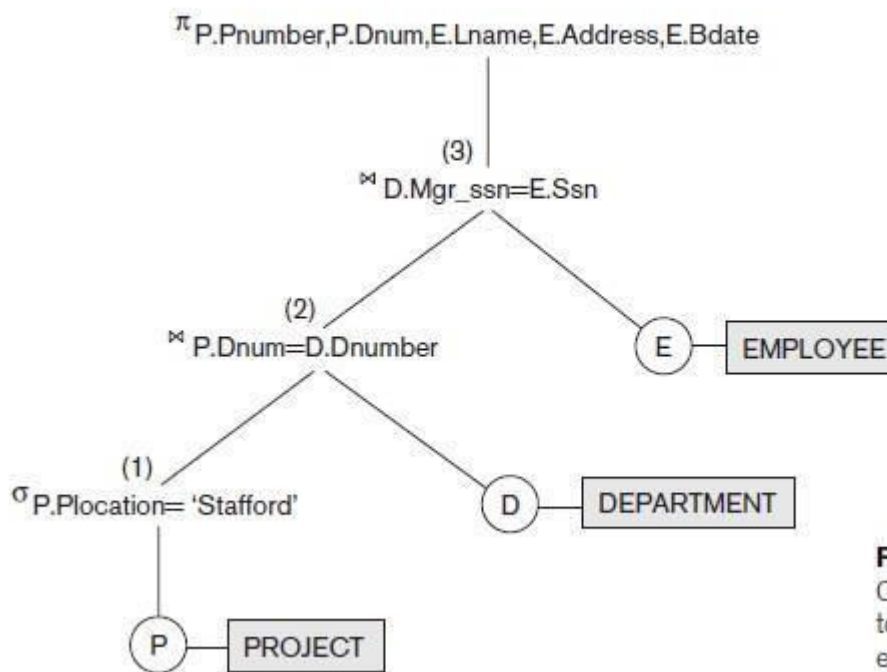 π P.Pnumber,P.Dnum,E.Lname,E.Address,E.Bdate
(3)
⋈ D.Mgr_ssn=E.Ssn
(2)
⋈ P.Dnum=D.Dnumber
E EMPLOYEE
(1)
σ P.Plocation= ‘Stafford’
D DEPARTMENT
P PROJECT